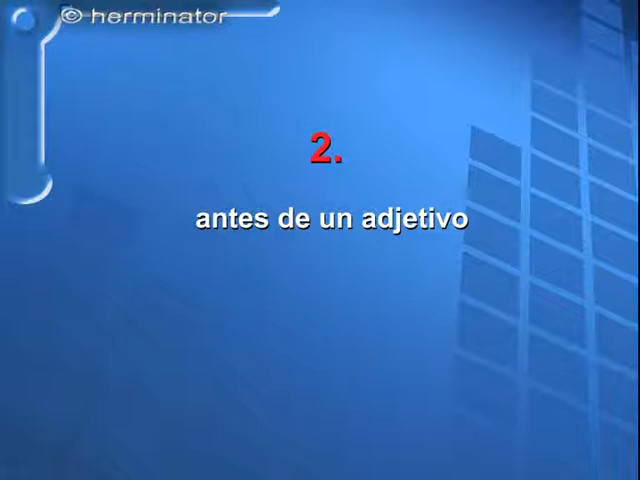 © herminator
2.
antes de un adjetivo